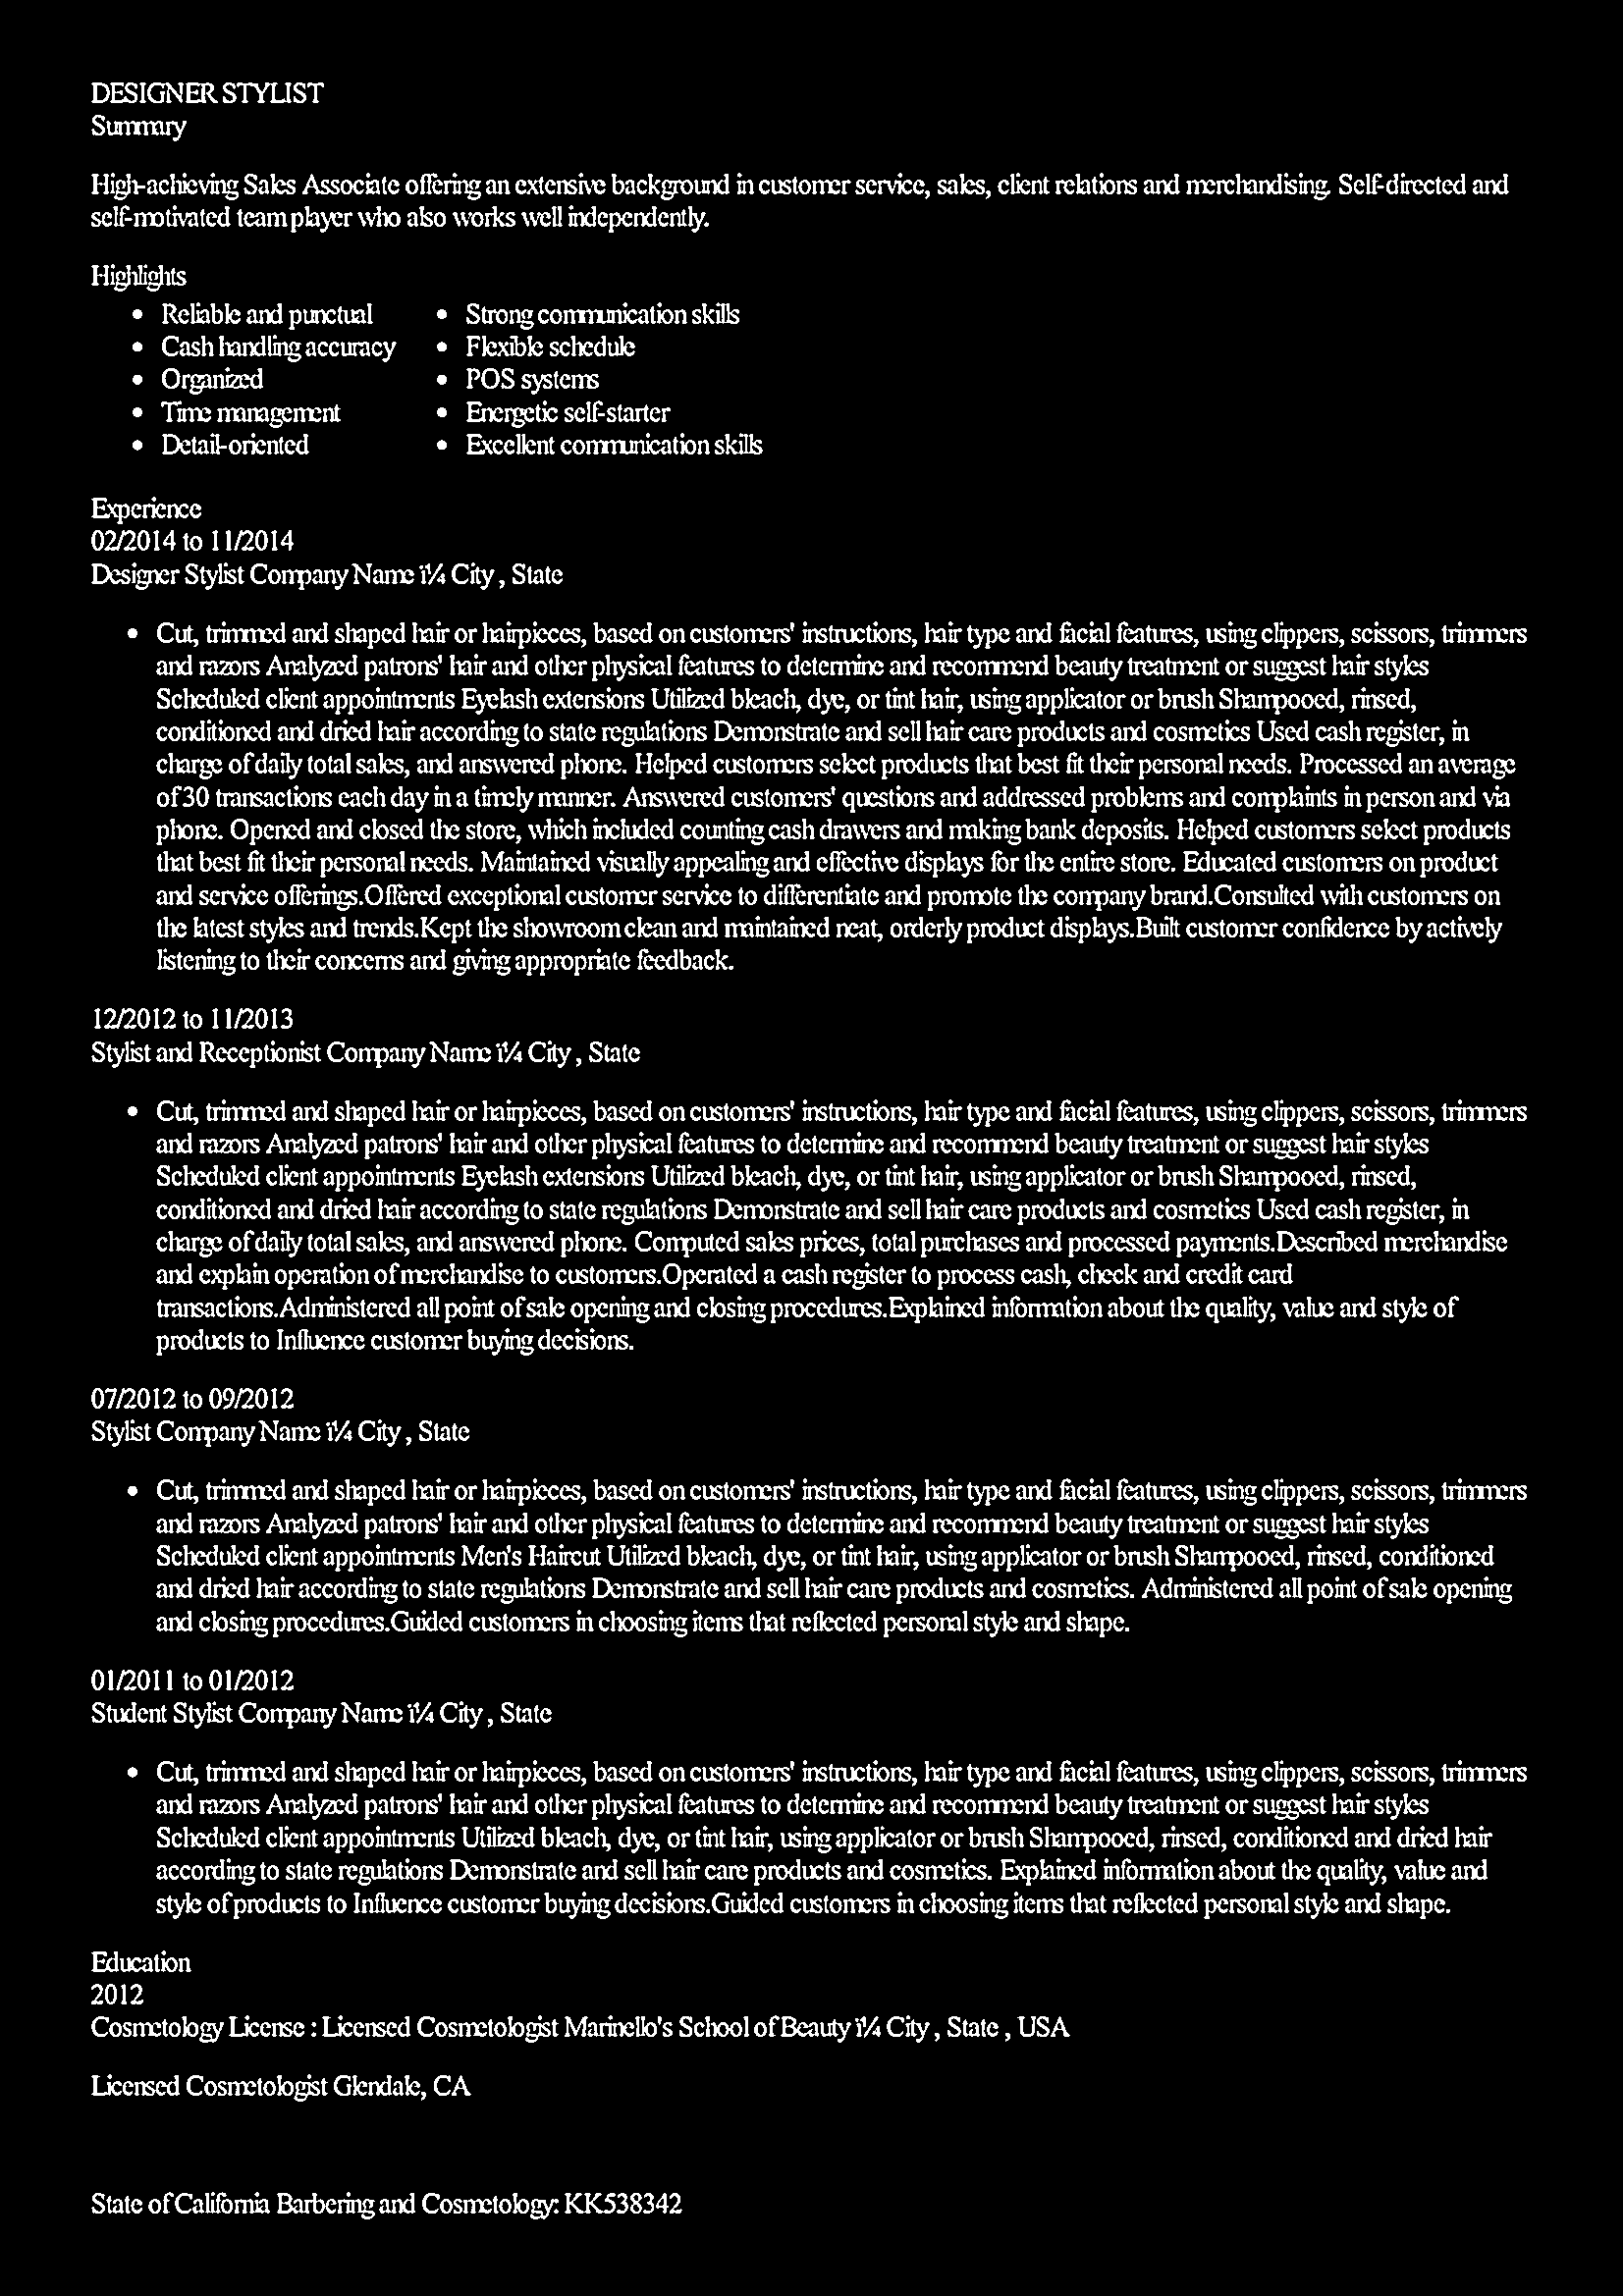 DESIGNER STYLIST
Summary
High-achieving Sales Associate offering an extensive background in customer service, sales, client relations and merchandising. Self-directed and
self-motivated team player who also works well independently.
Highlights
• Reliable and punctual
• Cash handling accuracy
• Organized
• Time management
• Detail-oriented
• Strong communication skills
• Flexible schedule
• POS systems
• Energetic self-starter
• Excellent communication skills
Experience
02/2014 to 11/2014
Designer Stylist Company Name ï¼ City , State
• Cut, trimmed and shaped hair or hairpieces, based on customers' instructions, hair type and facial features, using clippers, scissors, trimmers
and razors Analyzed patrons' hair and other physical features to determine and recommend beauty treatment or suggest hair styles
Scheduled client appointments Eyelash extensions Utilized bleach, dye, or tint hair, using applicator or brush Shampooed, rinsed,
conditioned and dried hair according to state regulations Demonstrate and sell hair care products and cosmetics Used cash register, in
charge of daily total sales, and answered phone. Helped customers select products that best fit their personal needs. Processed an average
of 30 transactions each day in a timely manner. Answered customers' questions and addressed problems and complaints in person and via
phone. Opened and closed the store, which included counting cash drawers and making bank deposits. Helped customers select products
that best fit their personal needs. Maintained visually appealing and effective displays for the entire store. Educated customers on product
and service offerings.Offered exceptional customer service to differentiate and promote the company brand.Consulted with customers on
the latest styles and trends.Kept the showroom clean and maintained neat, orderly product displays.Built customer confidence by actively
listening to their concerns and giving appropriate feedback.
12/2012 to 11/2013
Stylist and Receptionist Company Name ï¼ City , State
• Cut, trimmed and shaped hair or hairpieces, based on customers' instructions, hair type and facial features, using clippers, scissors, trimmers
and razors Analyzed patrons' hair and other physical features to determine and recommend beauty treatment or suggest hair styles
Scheduled client appointments Eyelash extensions Utilized bleach, dye, or tint hair, using applicator or brush Shampooed, rinsed,
conditioned and dried hair according to state regulations Demonstrate and sell hair care products and cosmetics Used cash register, in
charge of daily total sales, and answered phone. Computed sales prices, total purchases and processed payments.Described merchandise
and explain operation of merchandise to customers.Operated a cash register to process cash, check and credit card
transactions.Administered all point of sale opening and closing procedures.Explained information about the quality, value and style of
products to Influence customer buying decisions.
07/2012 to 09/2012
Stylist Company Name ï¼ City , State
• Cut, trimmed and shaped hair or hairpieces, based on customers' instructions, hair type and facial features, using clippers, scissors, trimmers
and razors Analyzed patrons' hair and other physical features to determine and recommend beauty treatment or suggest hair styles
Scheduled client appointments Men's Haircut Utilized bleach, dye, or tint hair, using applicator or brush Shampooed, rinsed, conditioned
and dried hair according to state regulations Demonstrate and sell hair care products and cosmetics. Administered all point of sale opening
and closing procedures.Guided customers in choosing items that reflected personal style and shape.
01/2011 to 01/2012
Student Stylist Company Name ï¼ City , State
• Cut, trimmed and shaped hair or hairpieces, based on customers' instructions, hair type and facial features, using clippers, scissors, trimmers
and razors Analyzed patrons' hair and other physical features to determine and recommend beauty treatment or suggest hair styles
Scheduled client appointments Utilized bleach, dye, or tint hair, using applicator or brush Shampooed, rinsed, conditioned and dried hair
according to state regulations Demonstrate and sell hair care products and cosmetics. Explained information about the quality, value and
style of products to Influence customer buying decisions.Guided customers in choosing items that reflected personal style and shape.
Education
2012
Cosmetology License : Licensed Cosmetologist Marinello's School of Beauty ï¼ City , State , USA
Licensed Cosmetologist Glendale, CA
State of California Barbering and Cosmetology: KK538342